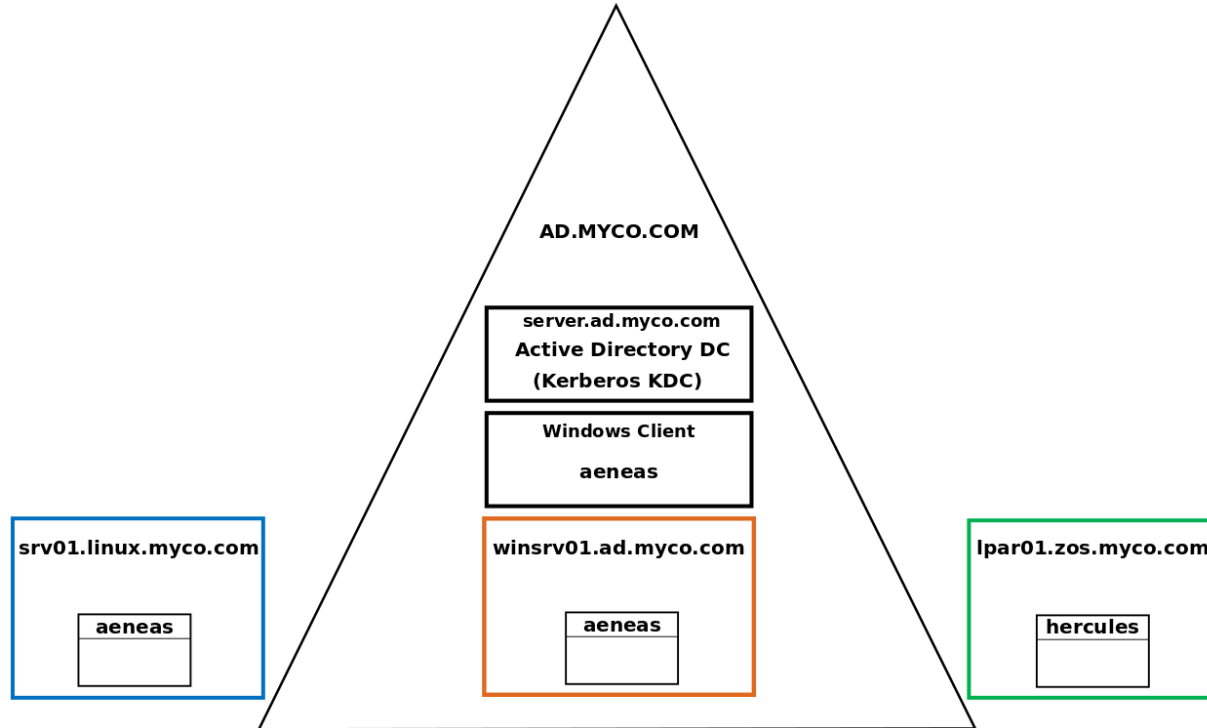 AD.MYCO.COM
server.ad.myco.com
Active Directory DC
(Kerberos KDC)
Windows Client
aeneas
srv01.linux.myco.com
aeneas
winsrv01.ad.myco.com
aeneas
lpar01.zos.myco.com
hercules